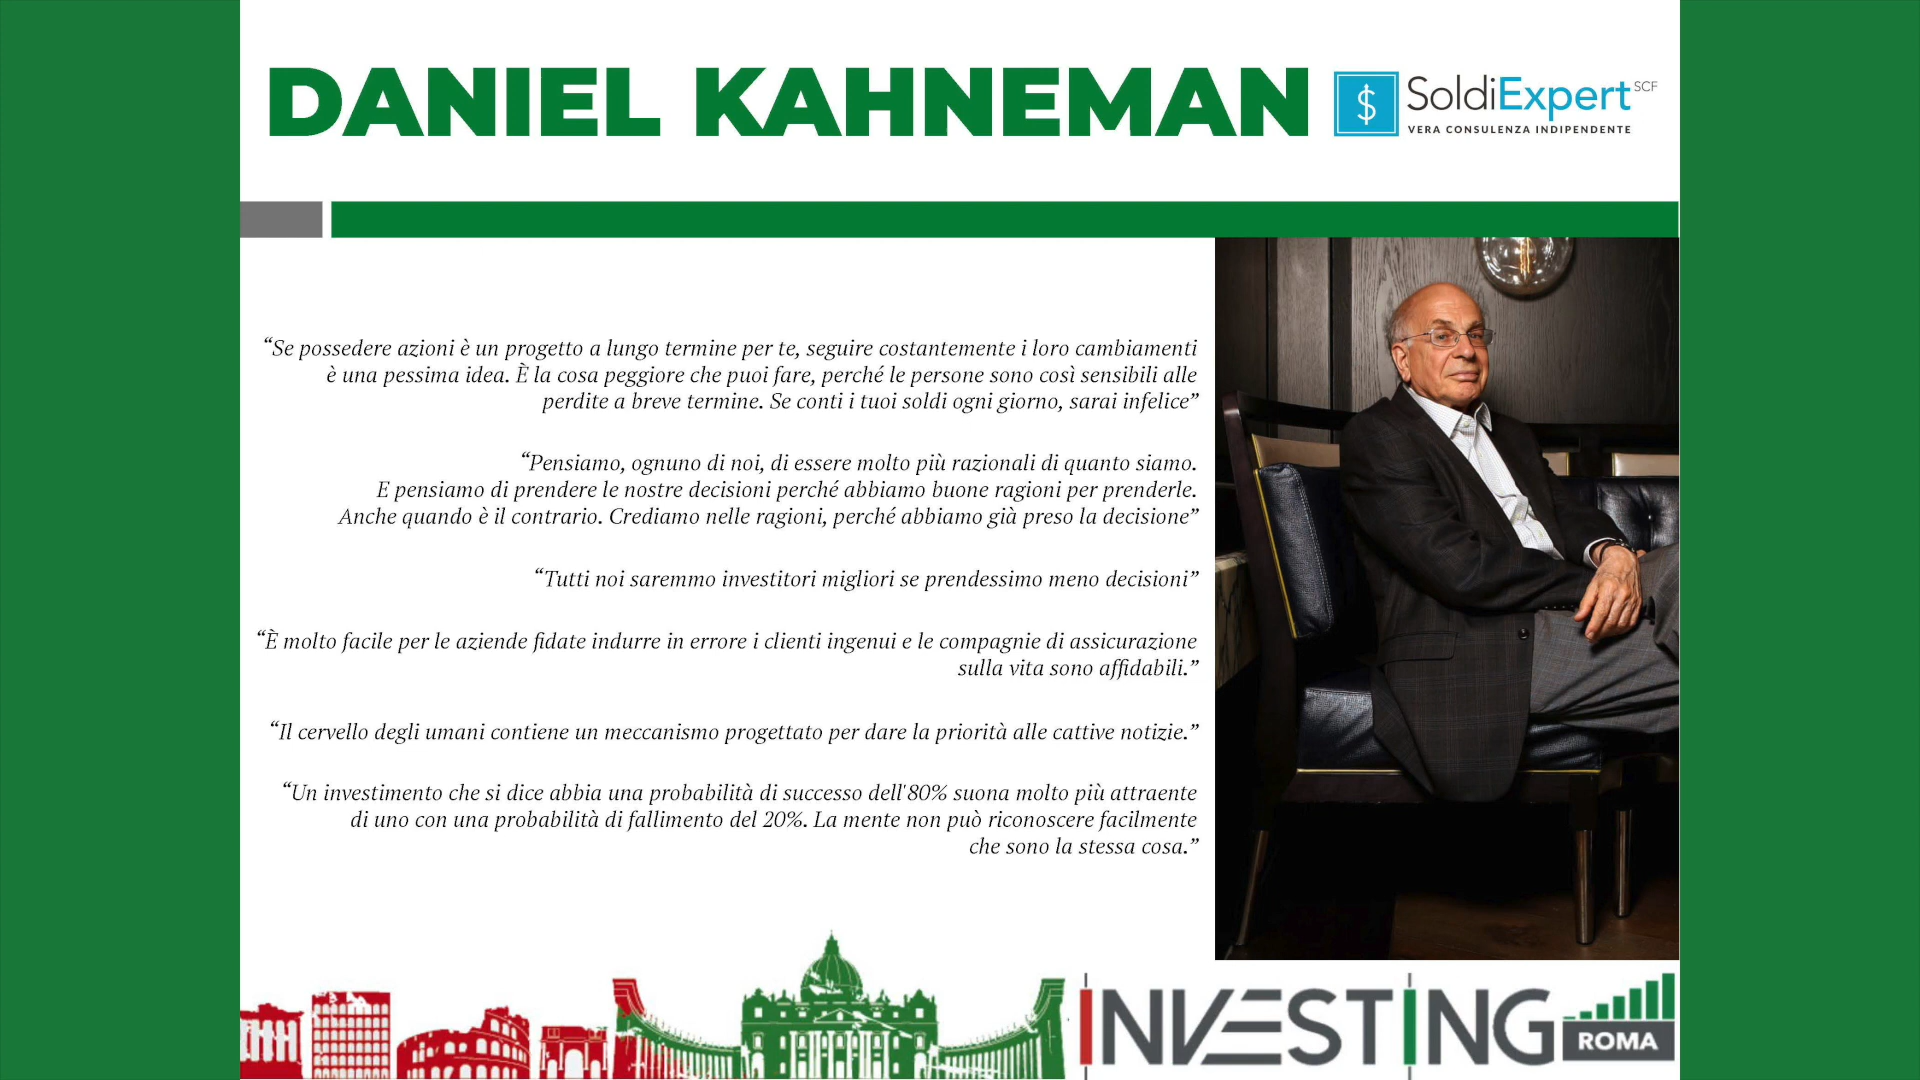 DANIEL KAHNEMAN
$ SoldiExpert SCF
VERA CONSULENZA INDIPENDENTE
“Se possedere azioni è un progetto a lungo termine per te, seguire costantemente i loro cambiamenti
è una pessima idea. È la cosa peggiore che puoi fare, perché le persone sono così sensibili alle
perdite a breve termine. Se conti i tuoi soldi ogni giorno, sarai infelice”
“Pensiamo, ognuno di noi, di essere molto più razionali di quanto siamo.
E pensiamo di prendere le nostre decisioni perché abbiamo buone ragioni per prenderle.
Anche quando è il contrario. Crediamo nelle ragioni, perché abbiamo già preso la decisione”
“Tutti noi saremmo investitori migliori se prendessimo meno decisioni”
“È molto facile per le aziende fidate indurre in errore i clienti ingenui e le compagnie di assicurazione
sulla vita sono affidabili.”
“Il cervello degli umani contiene un meccanismo progettato per dare la priorità alle cattive notizie.”
“Un investimento che si dice abbia una probabilità di successo dell'80% suona molto più attraente
di uno con una probabilità di fallimento del 20%. La mente non può riconoscere facilmente
che sono la stessa cosa.”
INVESTING
ROMA